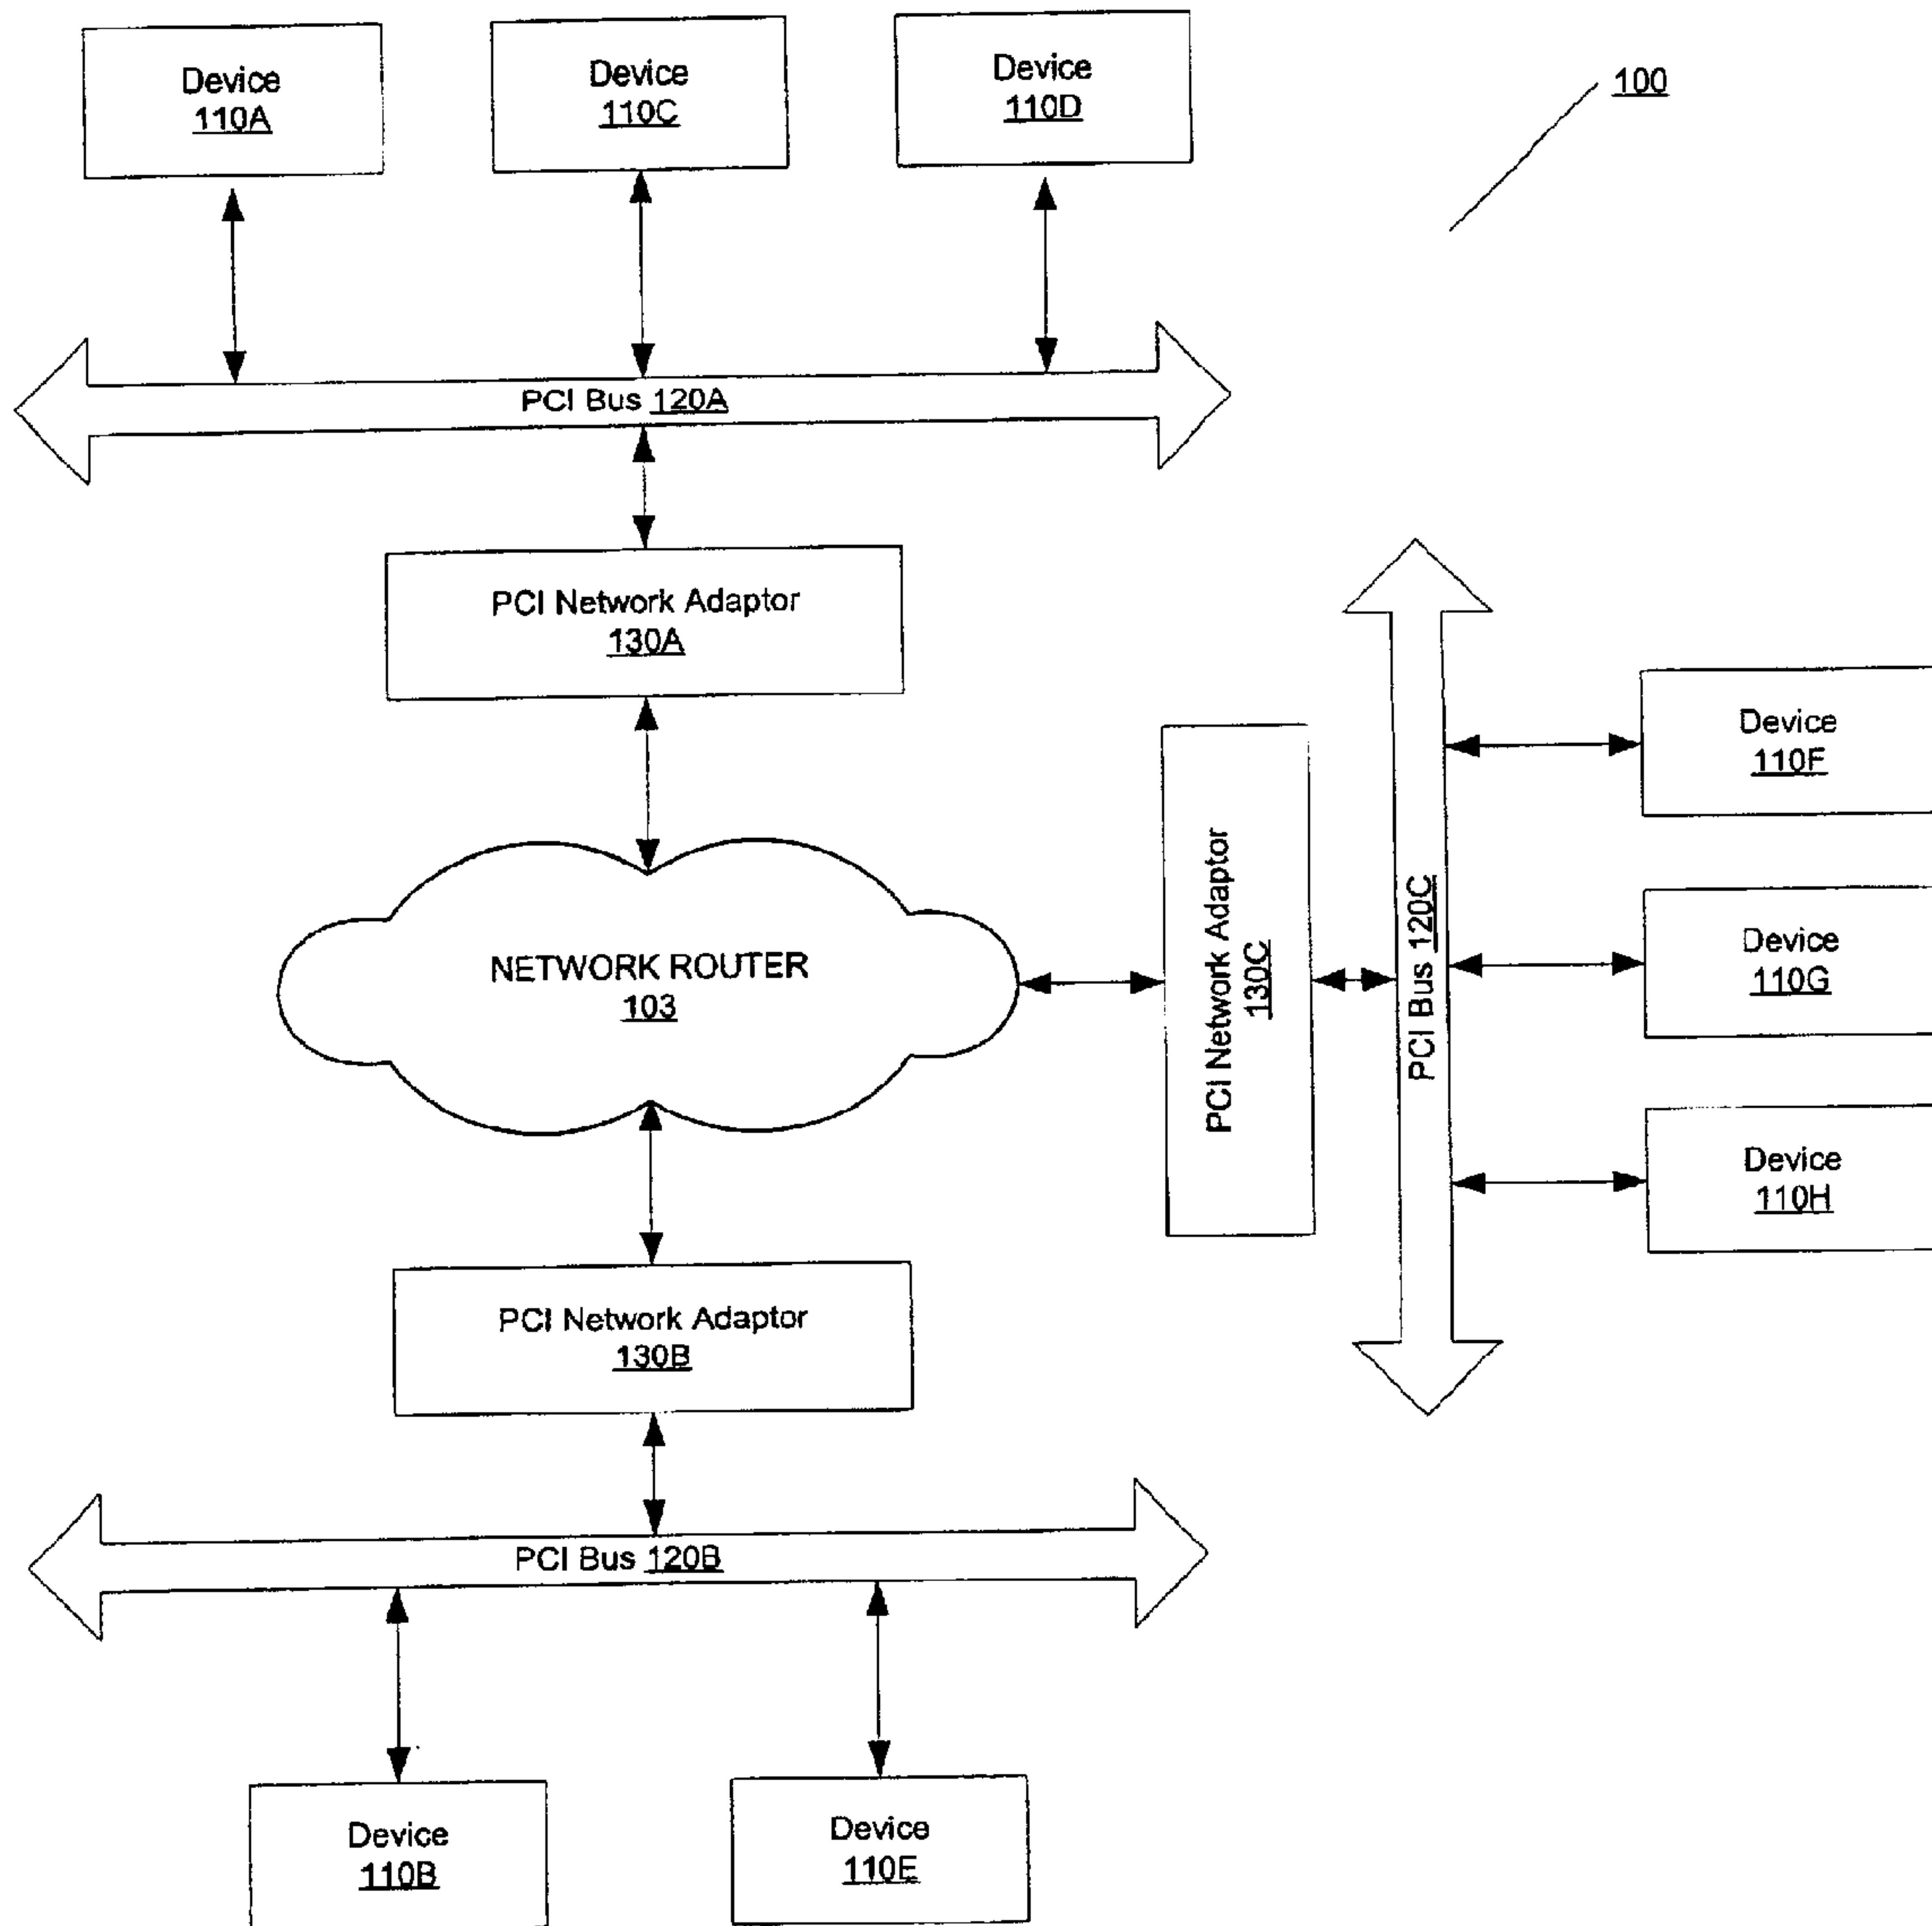 Device
110A
Device
110C
Device
110D
100
PCI Bus 120A
PCI Network Adaptor
130A
Device
110F
PCI Network Adaptor
130C
PCI Bus 120C
NETWORK ROUTER
103
Device
110G
Device
110H
PCI Network Adaptor
130B
PCI Bus 120B
Device
110B
Device
110E